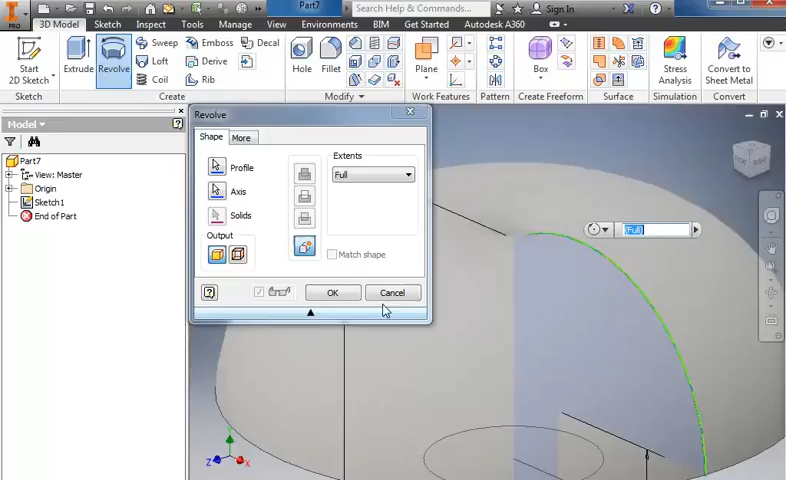 Part7
Search Help & Commands...
Sign In
PRO
3D Model
Sketch
Inspect
Tools
Manage
View
Environments
BIM
Get Started
Autodesk A360
Start
2D Sketch
Extrude
Revolve
Sweep
Loft
Coil
Emboss
Derive
Rib
Decal
Hole
Fillet
Plane
Box
Stress
Analysis
Convert to
Sheet Metal
Sketch
Create
Modify
Work Features
Pattern
Create Freeform
Surface
Simulation
Convert
Model
Part7
View: Master
Origin
Sketch1
End of Part
Revolve
Shape
More
Profile
Axis
Solids
Output
Extents
Full
Match shape
OK
Cancel
(Full)
Y
Z
X